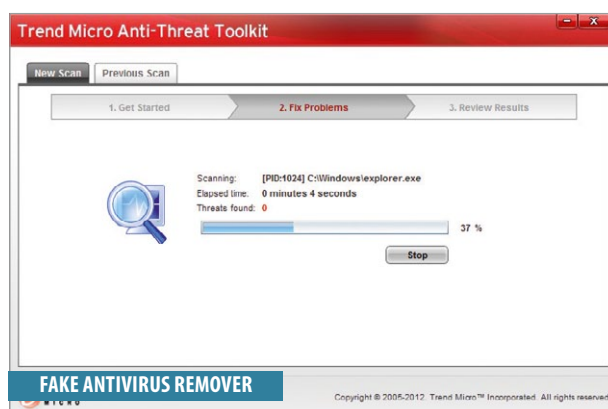 Trend Micro Anti-Threat Toolkit
New Scan Previous Scan
1. Get Started 2. Fix Problems 3. Review Results
Scanning: [PID:1024] C:\Windows\explorer.exe
Elapsed time: 0 minutes 4 seconds
Threats found: 0
37 %
Stop
FAKE ANTIVIRUS REMOVER
MICRO
Copyright © 2005-2012 Trend Micro™ Incorporated. All rights reserved